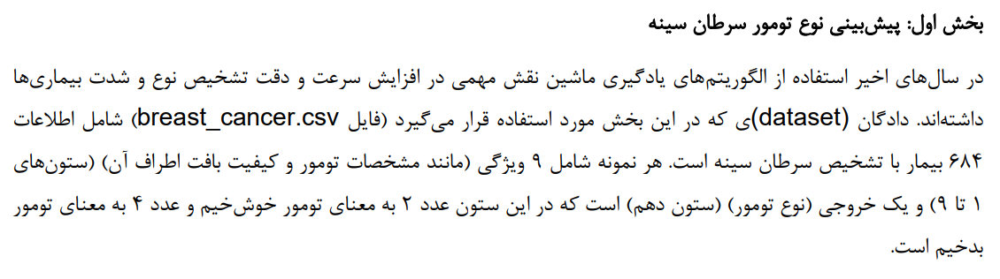 بخش اول: پیش‌بینی نوع تومور سرطان سینه
در سال‌های اخیر استفاده از الگوریتم‌های یادگیری ماشین نقش مهمی در افزایش سرعت و دقت تشخیص نوع و شدت بیماری‌ها
داشته‌اند. دادگان (dataset)ی که در این بخش مورد استفاده قرار می‌گیرد (فایل breast_cancer.csv) شامل اطلاعات
۶۸۴ بیمار با تشخیص سرطان سینه است. هر نمونه شامل ۹ ویژگی (مانند مشخصات تومور و کیفیت بافت اطراف آن) (ستون‌های
۱ تا ۹) و یک خروجی (نوع تومور) (ستون دهم) است که در این ستون عدد ۲ به معنای تومور خوش‌خیم و عدد ۴ به معنای تومور
بدخیم است.